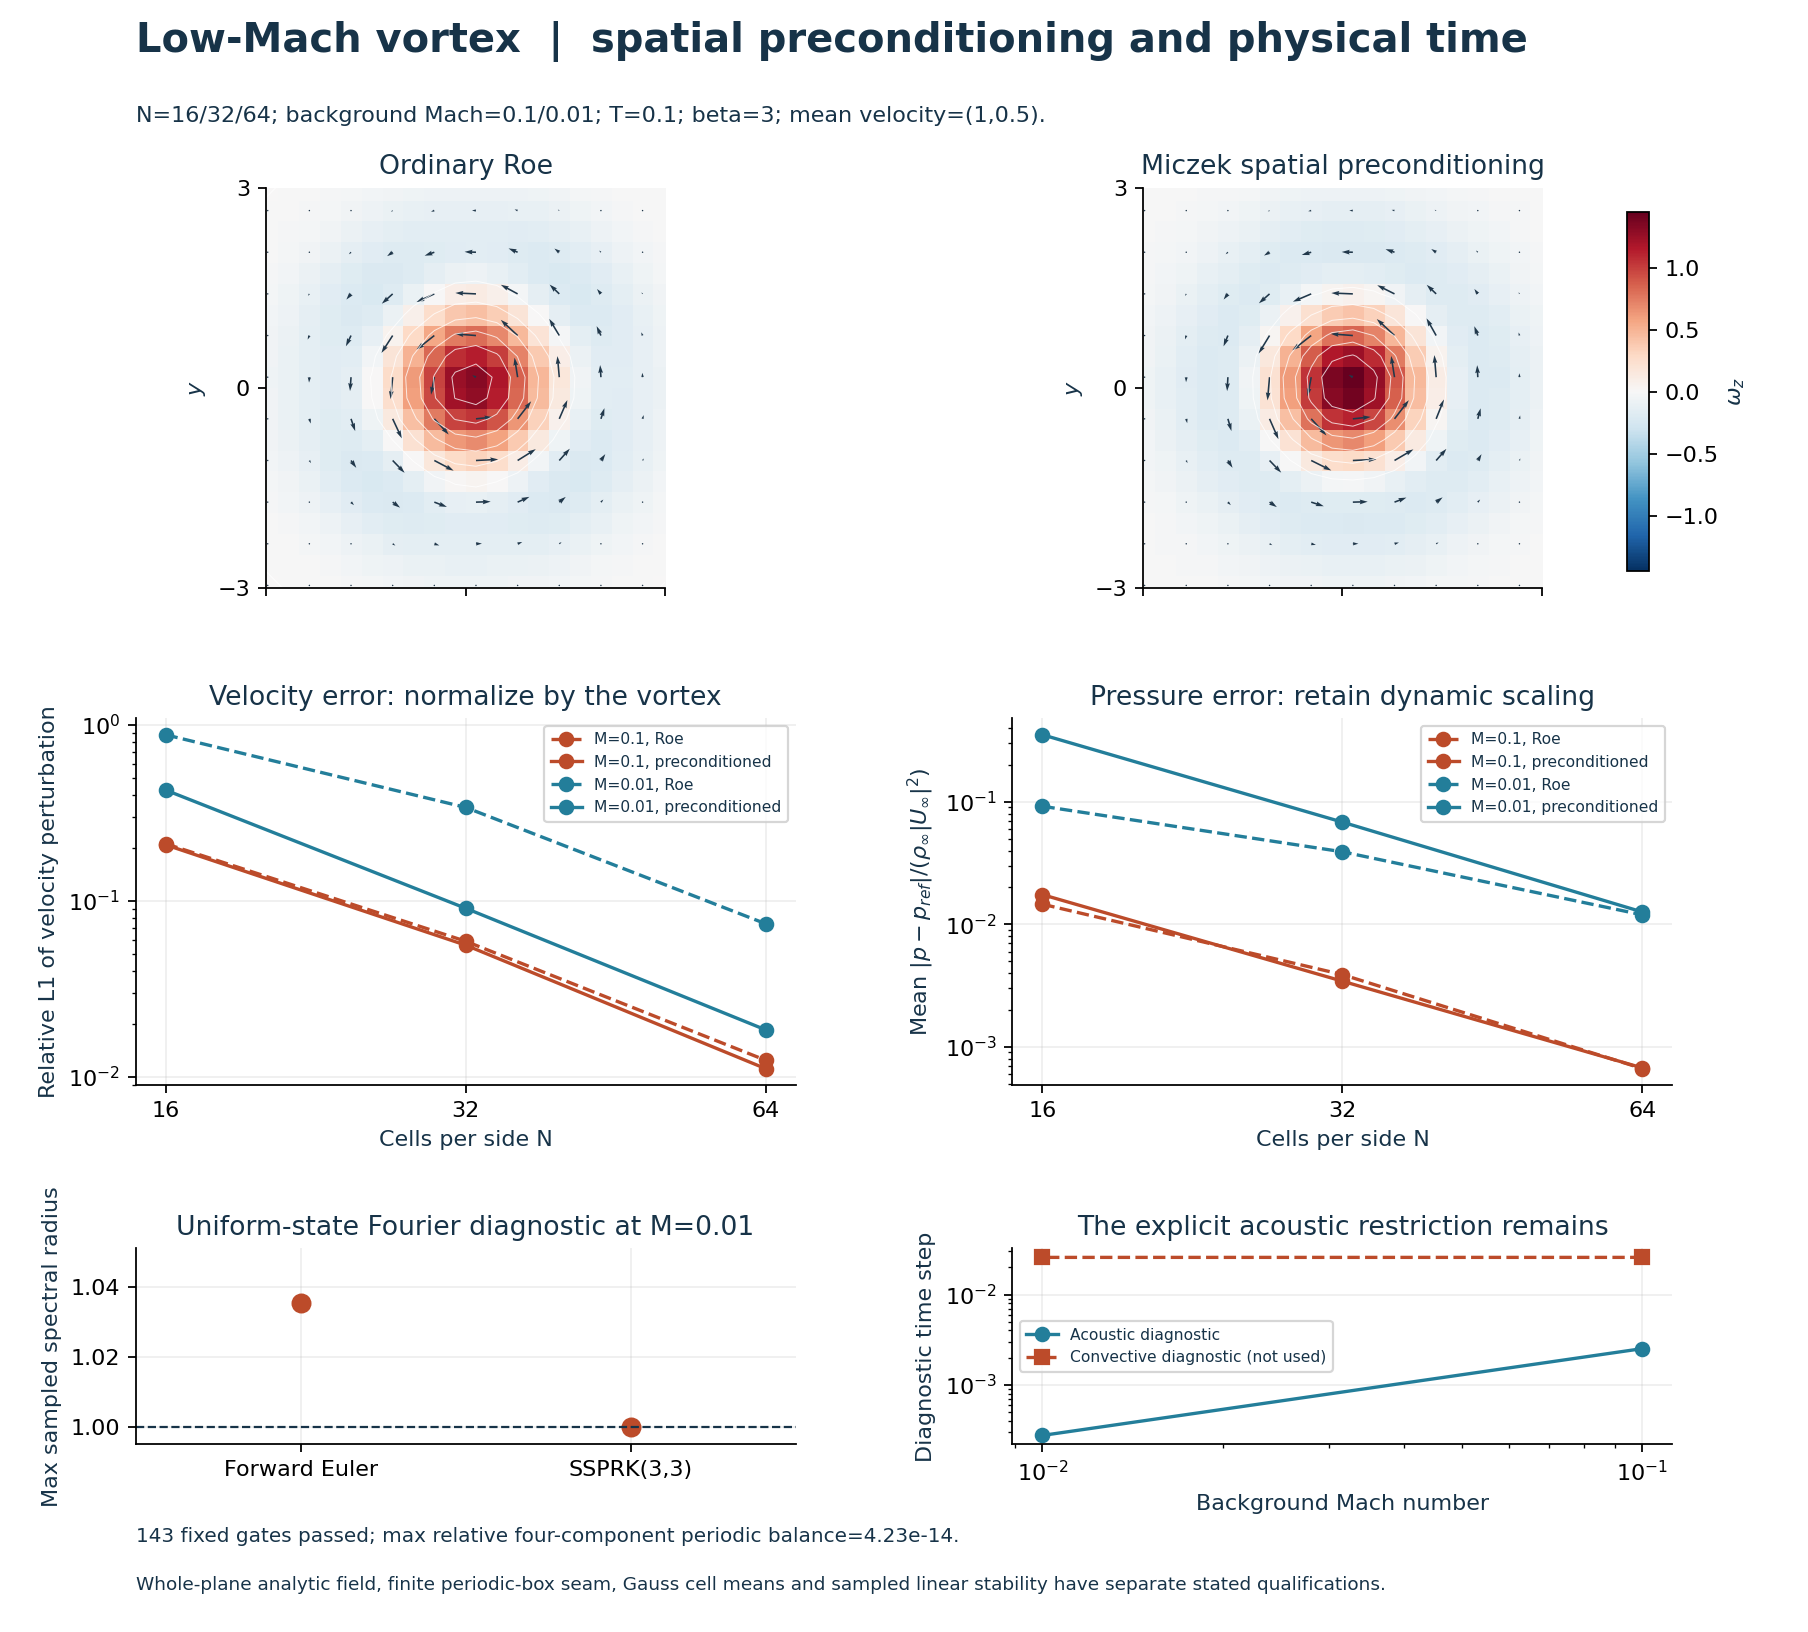 Low-Mach vortex | spatial preconditioning and physical time
N=16/32/64; background Mach=0.1/0.01; T=0.1; beta=3; mean velocity=(1,0.5).
Ordinary Roe
3
0
−3
y
Miczek spatial preconditioning
3
0
−3
y
1.0
0.5
0.0
−0.5
−1.0
ω_z
Velocity error: normalize by the vortex
Relative L1 of velocity perturbation
10⁰
10⁻¹
10⁻²
M=0.1, Roe
M=0.1, preconditioned
M=0.01, Roe
M=0.01, preconditioned
16 32 64
Cells per side N
Pressure error: retain dynamic scaling
Mean |p − p_ref|/(ρ_∞|U_∞|²)
10⁻¹
10⁻²
10⁻³
M=0.1, Roe
M=0.1, preconditioned
M=0.01, Roe
M=0.01, preconditioned
16 32 64
Cells per side N
Uniform-state Fourier diagnostic at M=0.01
Max sampled spectral radius
1.04
1.02
1.00
Forward Euler SSPRK(3,3)
The explicit acoustic restriction remains
Diagnostic time step
10⁻²
10⁻³
Acoustic diagnostic
Convective diagnostic (not used)
10⁻² 10⁻¹
Background Mach number
143 fixed gates passed; max relative four-component periodic balance=4.23e-14.
Whole-plane analytic field, finite periodic-box seam, Gauss cell means and sampled linear stability have separate stated qualifications.